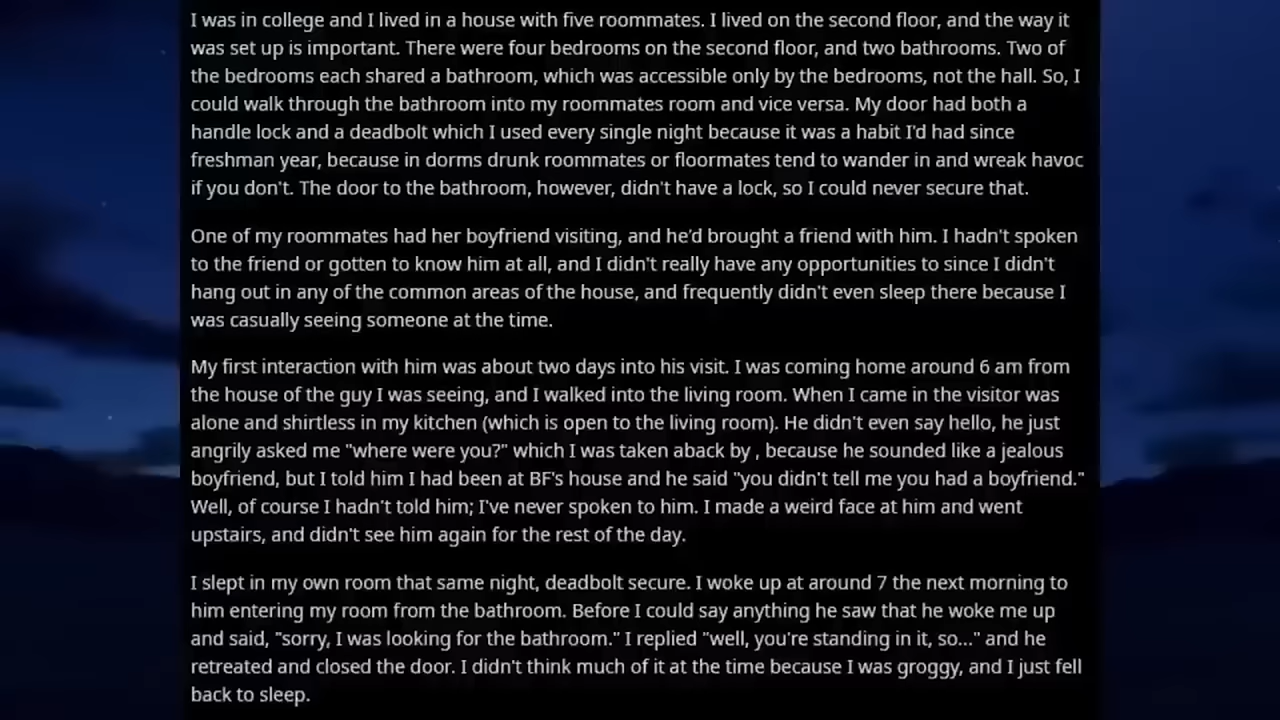 I was in college and I lived in a house with five roommates. I lived on the second floor, and the way it
was set up is important. There were four bedrooms on the second floor, and two bathrooms. Two of
the bedrooms each shared a bathroom, which was accessible only by the bedrooms, not the hall. So, I
could walk through the bathroom into my roommates room and vice versa. My door had both a
handle lock and a deadbolt which I used every single night because it was a habit I'd had since
freshman year, because in dorms drunk roommates or floormates tend to wander in and wreak havoc
if you don't. The door to the bathroom, however, didn't have a lock, so I could never secure that.
One of my roommates had her boyfriend visiting, and he'd brought a friend with him. I hadn't spoken
to the friend or gotten to know him at all, and I didn't really have any opportunities to since I didn't
hang out in any of the common areas of the house, and frequently didn't even sleep there because I
was casually seeing someone at the time.
My first interaction with him was about two days into his visit. I was coming home around 6 am from
the house of the guy I was seeing, and I walked into the living room. When I came in the visitor was
alone and shirtless in my kitchen (which is open to the living room). He didn't even say hello, he just
angrily asked me "where were you?" which I was taken aback by , because he sounded like a jealous
boyfriend, but I told him I had been at BF's house and he said "you didn't tell me you had a boyfriend."
Well, of course I hadn't told him; I've never spoken to him. I made a weird face at him and went
upstairs, and didn't see him again for the rest of the day.
I slept in my own room that same night, deadbolt secure. I woke up at around 7 the next morning to
him entering my room from the bathroom. Before I could say anything he saw that he woke me up
and said, "sorry, I was looking for the bathroom." I replied "well, you're standing in it, so..." and he
retreated and closed the door. I didn't think much of it at the time because I was groggy, and I just fell
back to sleep.